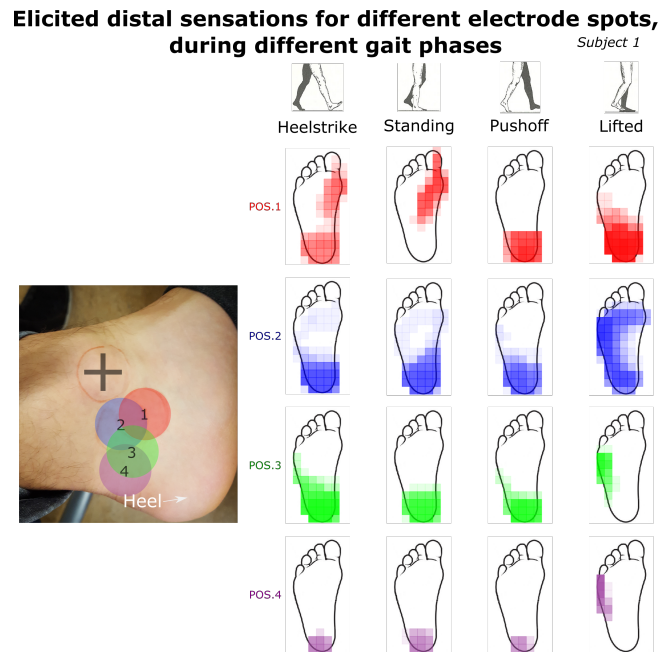 Elicited distal sensations for different electrode spots,
during different gait phases
Subject 1
Heelstrike
Standing
Pushoff
Lifted
POS.1
POS.2
POS.3
POS.4
1
2
3
4
Heel